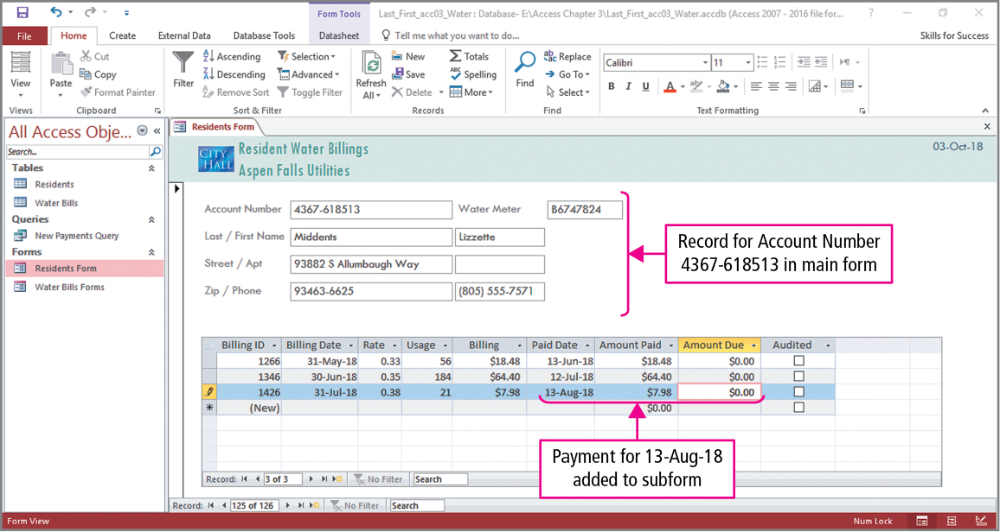 Form Tools
Last_First_acc03_Water : Database- E:\Access Chapter 3\Last_First_acc03_Water.accdb (Access 2007 - 2016 file for...
?
File Home Create External Data Database Tools Datasheet Tell me what you want to do... Skills for Success
View
Views
Paste
Cut
Copy
Format Painter
Clipboard
Filter
Ascending
Descending
Remove Sort
Selection
Advanced
Toggle Filter
Sort & Filter
Refresh
All
New
Save
Delete
Totals
Spelling
More
Records
Find
Replace
Go To
Select
Find
Calibri 11
B I U A
Text Formatting
All Access Obje...
Search...
Tables
Residents
Water Bills
Queries
New Payments Query
Forms
Residents Form
Water Bills Forms
Residents Form
CITY
HALL
Resident Water Billings
Aspen Falls Utilities
03-Oct-18
Account Number 4367-618513 Water Meter B6747824
Last / First Name Middents Lizzette
Street / Apt 93882 S Allumbaugh Way
Zip / Phone 93463-6625 (805) 555-7571
Record for Account Number
4367-618513 in main form
Billing ID Billing Date Rate Usage Billing Paid Date Amount Paid Amount Due Audited
1266 31-May-18 0.33 56 $18.48 13-Jun-18 $18.48 $0.00
1346 30-Jun-18 0.35 184 $64.40 12-Jul-18 $64.40 $0.00
1426 31-Jul-18 0.38 21 $7.98 13-Aug-18 $7.98 $0.00
* (New) $0.00
Payment for 13-Aug-18
added to subform
Record: 3 of 3 No Filter Search
Record: 125 of 126 No Filter Search
Form View Num Lock